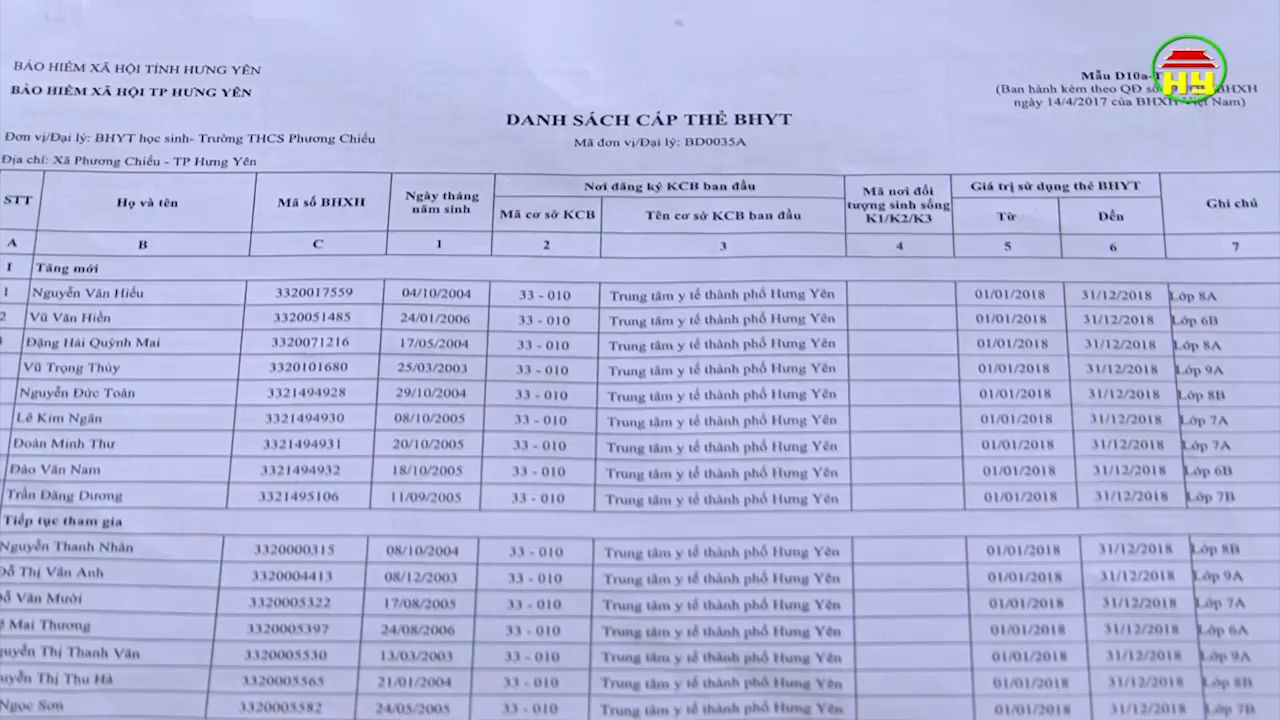 BẢO HIỂM XÃ HỘI TỈNH HƯNG YÊN
BẢO HIỂM XÃ HỘI TP HƯNG YÊN
Mẫu D10a-T
(Ban hành kèm theo QĐ số BHXH
ngày 14/4/2017 của BHXH Việt Nam)
HY
DANH SÁCH CẤP THẺ BHYT
Đơn vị/Đại lý: BHYT học sinh- Trường THCS Phương Chiểu
Mã đơn vị/Đại lý: BD0035A
Địa chỉ: Xã Phương Chiểu - TP Hưng Yên
STT Họ và tên Mã số BHXH Ngày tháng năm sinh Nơi đăng ký KCB ban đầu Mã nơi đối tượng sinh sống K1/K2/K3 Giá trị sử dụng thẻ BHYT Ghi chú
Mã cơ sở KCB Tên cơ sở KCB ban đầu Từ Đến
A B C 1 2 3 4 5 6 7
I Tăng mới
1 Nguyễn Văn Hiếu 3320017559 04/10/2004 33 - 010 Trung tâm y tế thành phố Hưng Yên 01/01/2018 31/12/2018 Lớp 8A
2 Vũ Văn Hiển 3320051485 24/01/2006 33 - 010 Trung tâm y tế thành phố Hưng Yên 01/01/2018 31/12/2018 Lớp 6B
Đặng Hải Quỳnh Mai 3320071216 17/05/2004 33 - 010 Trung tâm y tế thành phố Hưng Yên 01/01/2018 31/12/2018 Lớp 8A
Vũ Trọng Thủy 3320101680 25/03/2003 33 - 010 Trung tâm y tế thành phố Hưng Yên 01/01/2018 31/12/2018 Lớp 9A
Nguyễn Đức Toán 3321494928 29/10/2004 33 - 010 Trung tâm y tế thành phố Hưng Yên 01/01/2018 31/12/2018 Lớp 8B
Lê Kim Ngân 3321494930 08/10/2005 33 - 010 Trung tâm y tế thành phố Hưng Yên 01/01/2018 31/12/2018 Lớp 7A
Doãn Minh Thư 3321494931 20/10/2005 33 - 010 Trung tâm y tế thành phố Hưng Yên 01/01/2018 31/12/2018 Lớp 7A
Đào Văn Nam 3321494932 18/10/2005 33 - 010 Trung tâm y tế thành phố Hưng Yên 01/01/2018 31/12/2018 Lớp 6B
Trần Đăng Dương 3321495106 11/09/2005 33 - 010 Trung tâm y tế thành phố Hưng Yên 01/01/2018 31/12/2018 Lớp 7B
Tiếp tục tham gia
Nguyễn Thanh Nhân 3320000315 08/10/2004 33 - 010 Trung tâm y tế thành phố Hưng Yên 01/01/2018 31/12/2018 Lớp 8B
Đỗ Thị Vân Anh 3320004413 08/12/2003 33 - 010 Trung tâm y tế thành phố Hưng Yên 01/01/2018 31/12/2018 Lớp 9A
Văn Mười 3320005322 17/08/2005 33 - 010 Trung tâm y tế thành phố Hưng Yên 01/01/2018 31/12/2018 Lớp 7A
Mai Thương 3320005397 24/08/2006 33 - 010 Trung tâm y tế thành phố Hưng Yên 01/01/2018 31/12/2018 Lớp 6A
guyễn Thị Thanh Vân 3320005530 13/03/2003 33 - 010 Trung tâm y tế thành phố Hưng Yên 01/01/2018 31/12/2018 Lớp 9A
uyễn Thị Thu Hà 3320005565 21/01/2004 33 - 010 Trung tâm y tế thành phố Hưng Yên 01/01/2018 31/12/2018 Lớp 8B
Ngọc Sơn 3320005582 24/05/2005 33 - 010 Trung tâm y tế thành phố Hưng Yên 01/01/2018 31/12/2018 Lớp 7B